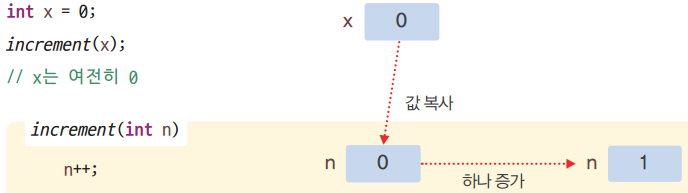 int x = 0;
x 0
increment(x);
// x는 여전히 0
값 복사
increment(int n)
n++;
n 0
하나 증가
n 1